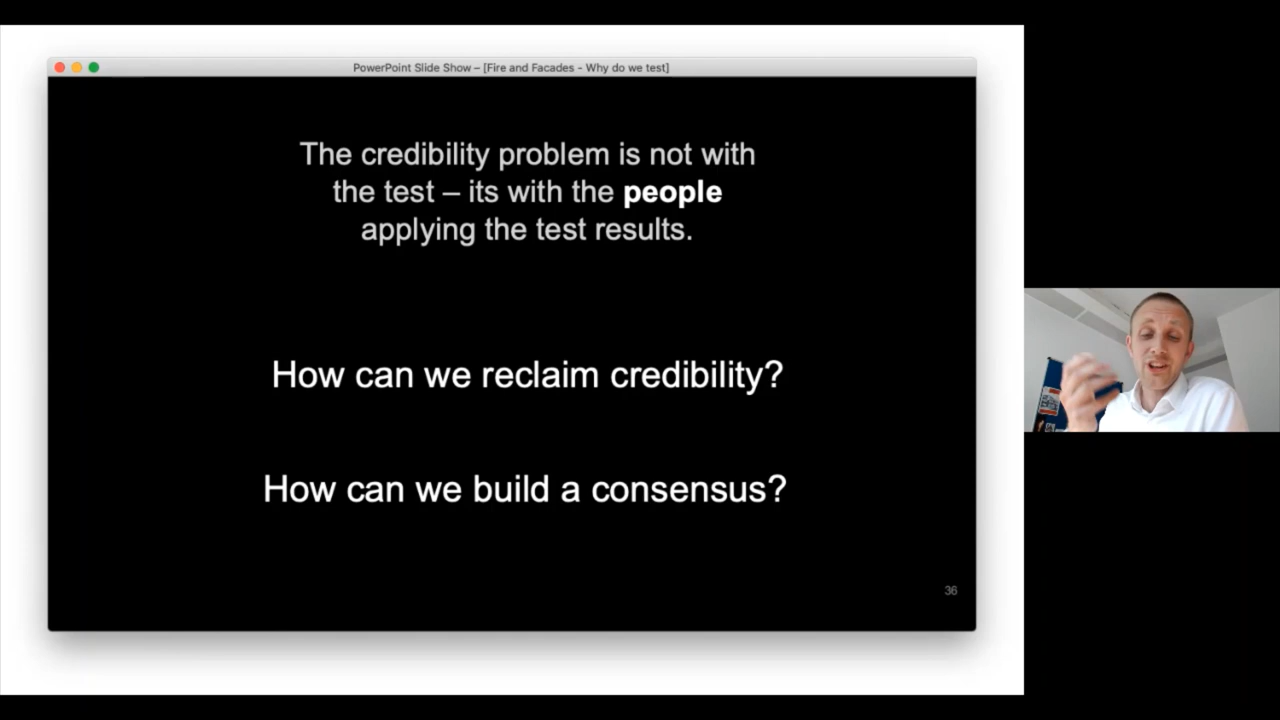 PowerPoint Slide Show – [Fire and Facades - Why do we test]
The credibility problem is not with
the test – its with the people
applying the test results.
How can we reclaim credibility?
How can we build a consensus?
36